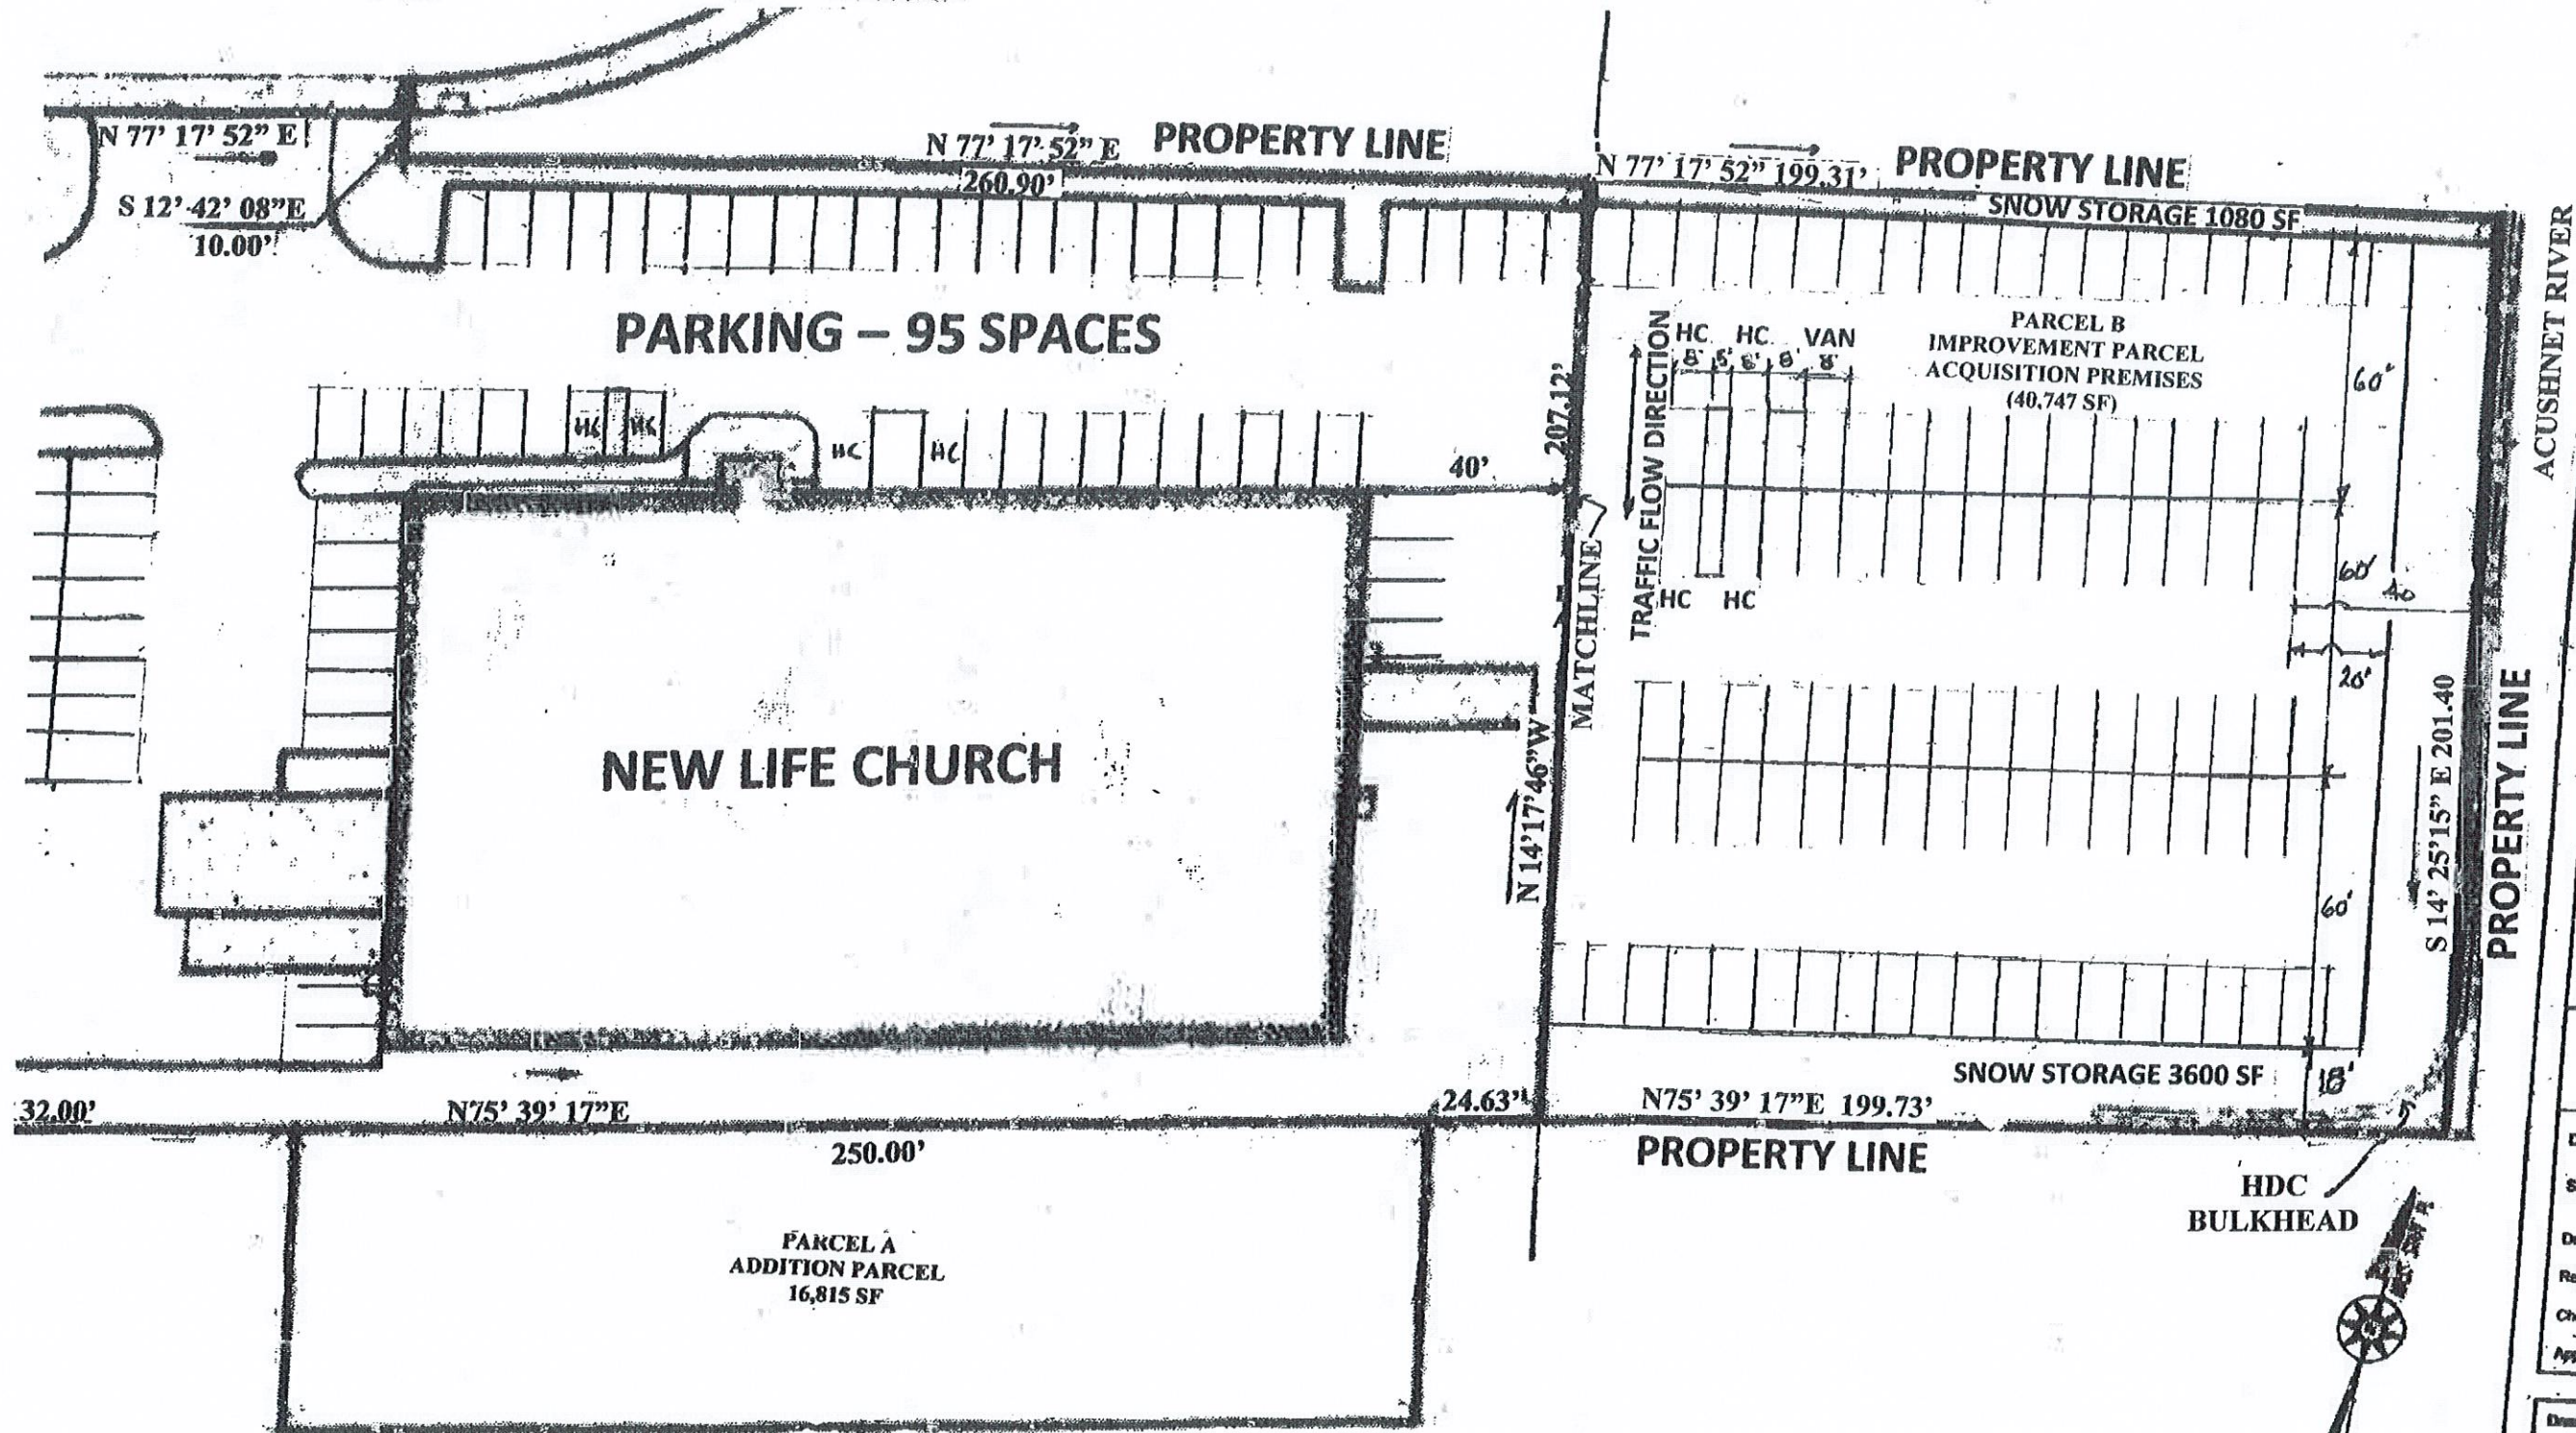 N 77' 17' 52" E
S 12' 42' 08"E
10.00'
N 77' 17' 52" E PROPERTY LINE
260.90'
N 77' 17' 52" 199.31' PROPERTY LINE
SNOW STORAGE 1080 SF
ACUSHNET RIVER
PARKING – 95 SPACES
TRAFFIC FLOW DIRECTION
HC HC VAN
8' 5' 8' 8' 8'
PARCEL B
IMPROVEMENT PARCEL
ACQUISITION PREMISES
(40,747 SF)
60'
207.12'
HC HC
HC HC
40'
MATCHLINE
HC HC
60'
40
20'
NEW LIFE CHURCH
N 14'17'46"W
S 14' 25'15" E 201.40
PROPERTY LINE
60'
SNOW STORAGE 3600 SF
18'
32.00'
N75' 39' 17"E
24.63'
N75' 39' 17"E 199.73'
250.00'
PROPERTY LINE
HDC
BULKHEAD
PARCEL A
ADDITION PARCEL
16,815 SF